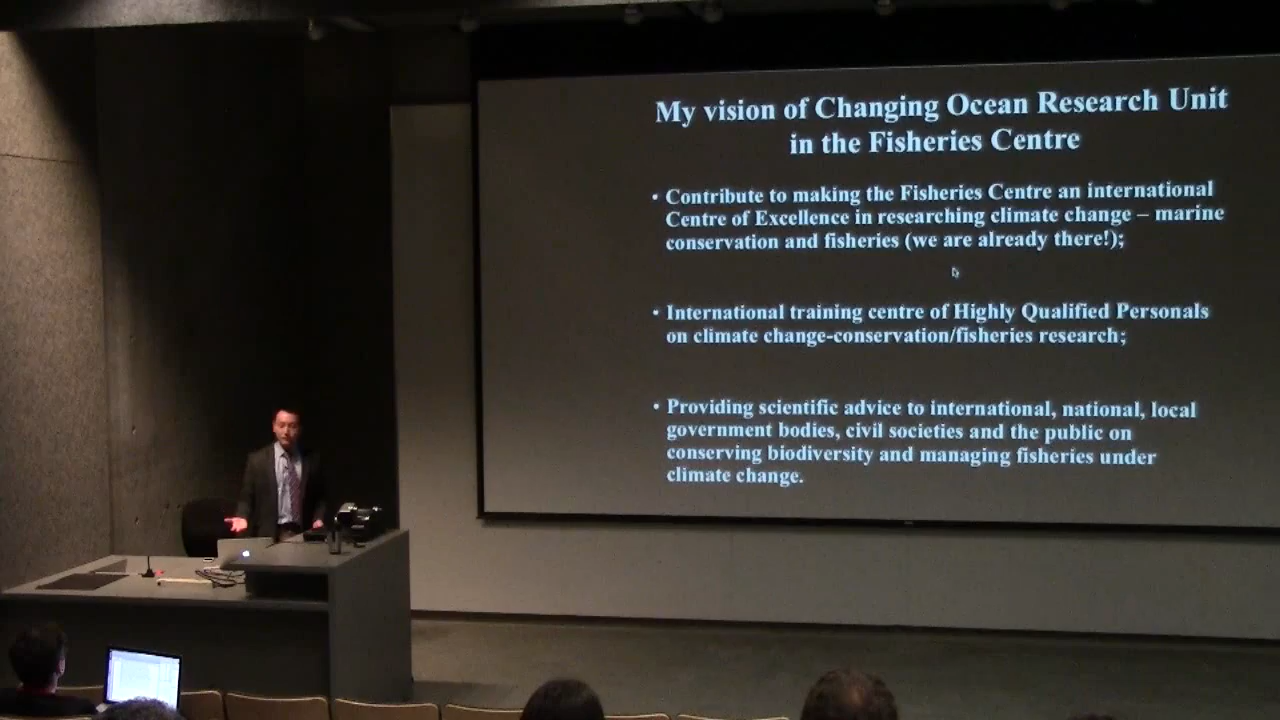 My vision of Changing Ocean Research Unit
in the Fisheries Centre
• Contribute to making the Fisheries Centre an international
Centre of Excellence in researching climate change – marine
conservation and fisheries (we are already there!);
• International training centre of Highly Qualified Personals
on climate change-conservation/fisheries research;
• Providing scientific advice to international, national, local
government bodies, civil societies and the public on
conserving biodiversity and managing fisheries under
climate change.